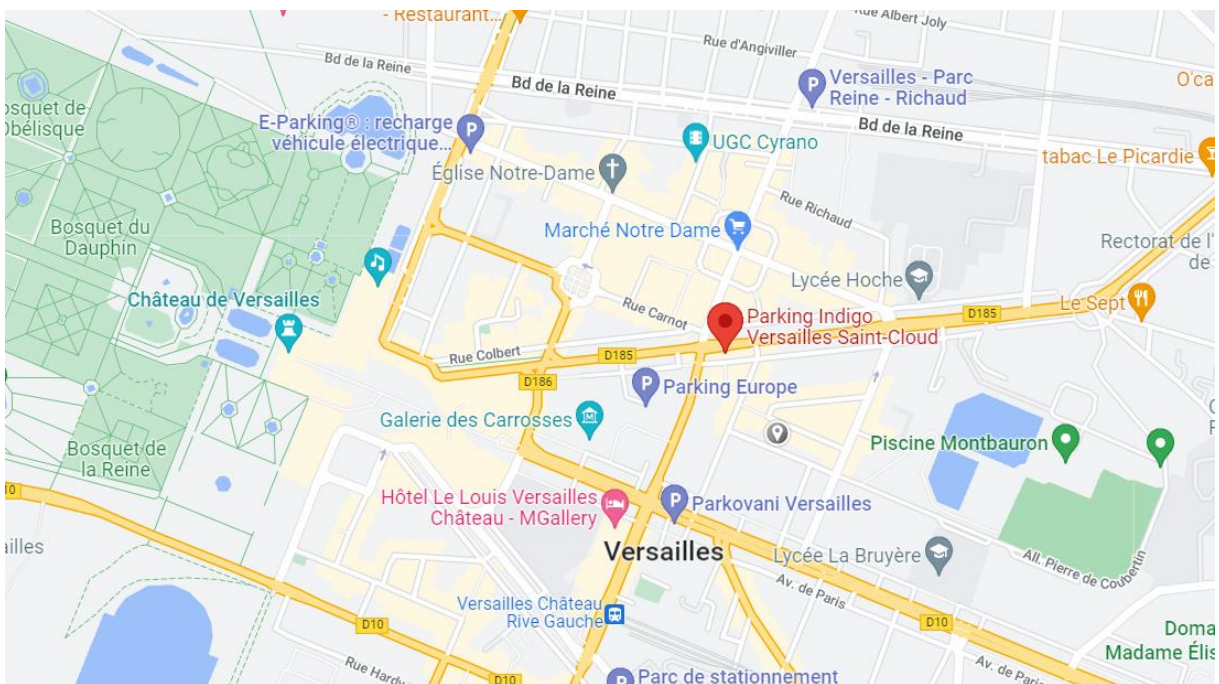 - Restaurant...
Rue Albert Joly
Rue d'Angiviller
Bd de la Reine
Bd de la Reine
Versailles - Parc
Reine - Richaud
O'ca
Bd de la Reine
osquet de
Obélisque
E-Parking® : recharge
véhicule électrique...
P
P
UGC Cyrano
tabac Le Picardie
Église Notre-Dame
Rue Richaud
Bosquet du
Dauphin
Marché Notre Dame
Rectorat de l'
de
Lycée Hoche
Château de Versailles
Le Sept
Rue Carnot
Parking Indigo
Versailles Saint-Cloud
D185
Rue Colbert
D185
D186
P
Parking Europe
Galerie des Carrosses
M
Bosquet de
la Reine
Piscine Montbauron
10
Hôtel Le Louis Versailles
Château - MGallery
P
Parkovani Versailles
ailles
Versailles
Lycée La Bruyère
All. Pierre de Coubertin
Av. de Paris
Versailles Château
Rive Gauche
D10
D10
Doma
Madame Élis
Rue Hardy
Av. de Paris
D10
P
Parc de stationnement